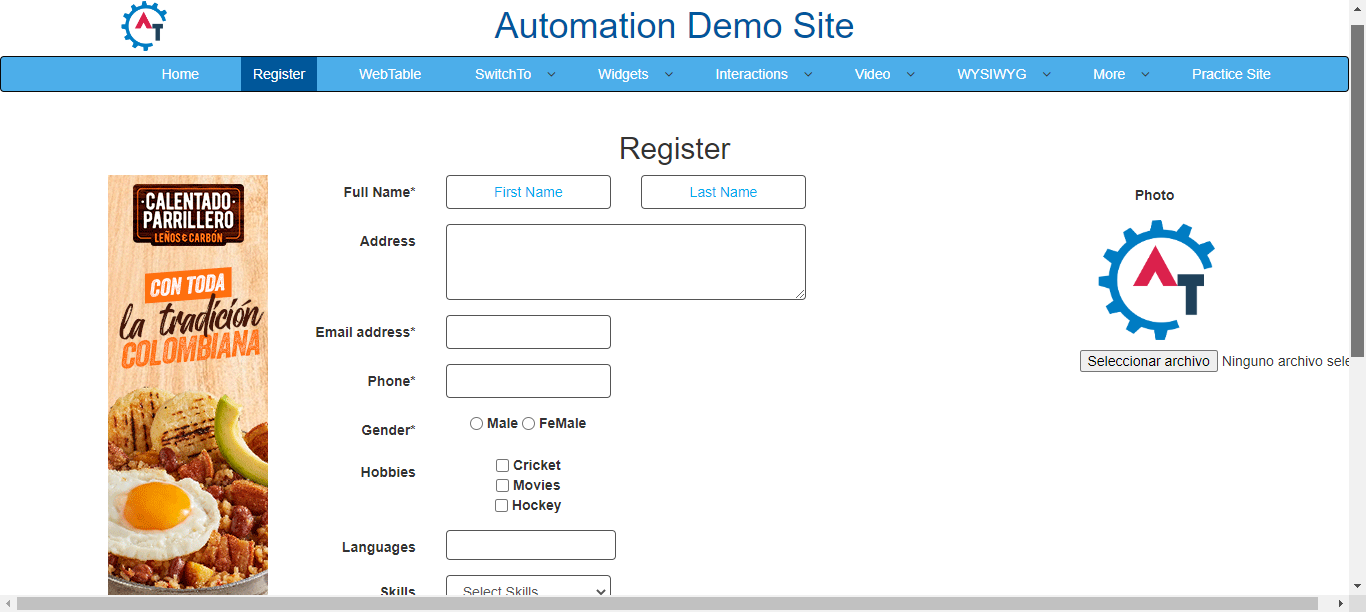 Automation Demo Site
Home Register WebTable SwitchTo Widgets Interactions Video WYSIWYG More Practice Site
Register
CALENTADO
PARRILLERO
LEÑOS & CARBÓN
CON TODA
la tradición
COLOMBIANA
Full Name* First Name Last Name
Address
Email address*
Phone*
Gender* Male FeMale
Hobbies Cricket
Movies
Hockey
Languages
Skills Select Skills
Photo
AT
Seleccionar archivo Ninguno archivo sele